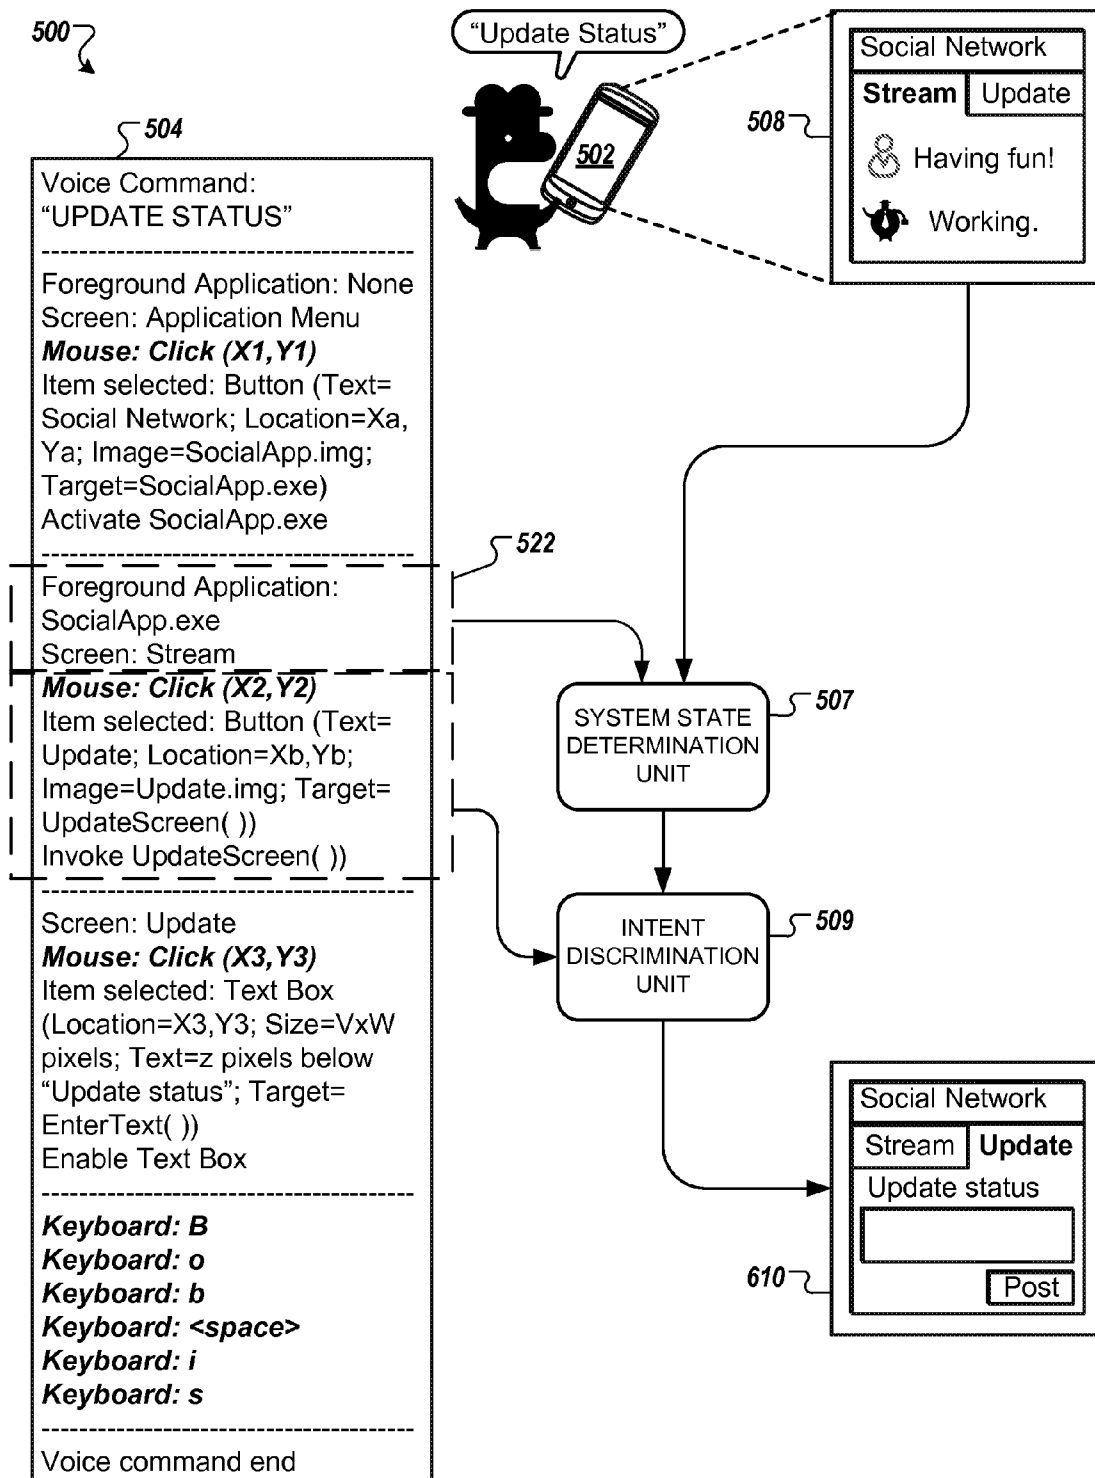 500
"Update Status"
502
508
Social Network
Stream Update
Having fun!
Working.
504
Voice Command:
"UPDATE STATUS"
--------------------------------------
Foreground Application: None
Screen: Application Menu
Mouse: Click (X1,Y1)
Item selected: Button (Text=
Social Network; Location=Xa,
Ya; Image=SocialApp.img;
Target=SocialApp.exe)
Activate SocialApp.exe
--------------------------------------
522
Foreground Application:
SocialApp.exe
Screen: Stream
Mouse: Click (X2,Y2)
Item selected: Button (Text=
Update; Location=Xb,Yb;
Image=Update.img; Target=
UpdateScreen( ))
Invoke UpdateScreen( ))
--------------------------------------
Screen: Update
Mouse: Click (X3,Y3)
Item selected: Text Box
(Location=X3,Y3; Size=VxW
pixels; Text=z pixels below
"Update status"; Target=
EnterText( ))
Enable Text Box
--------------------------------------
Keyboard: B
Keyboard: o
Keyboard: b
Keyboard: <space>
Keyboard: i
Keyboard: s
--------------------------------------
Voice command end
507
SYSTEM STATE
DETERMINATION
UNIT
509
INTENT
DISCRIMINATION
UNIT
610
Social Network
Stream Update
Update status
Post